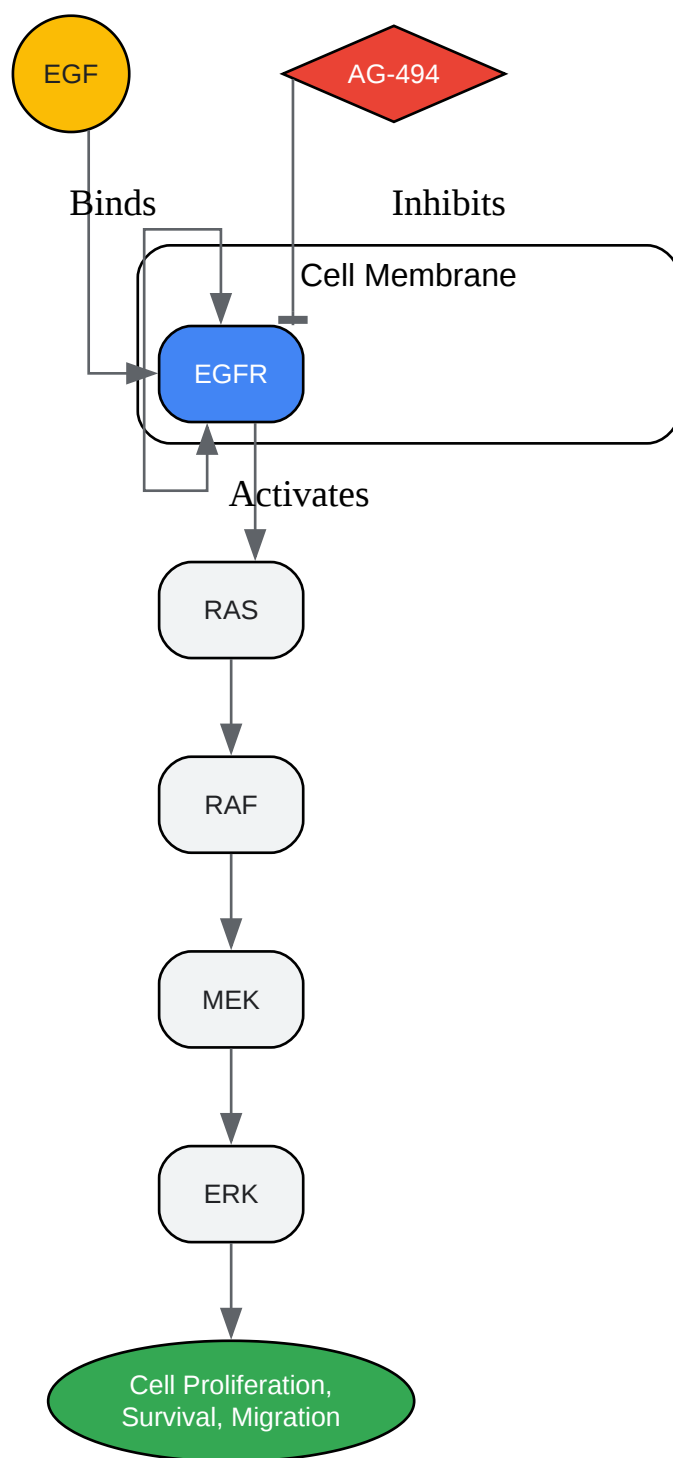 EGF
AG-494
Binds
Inhibits
Cell Membrane
EGFR
Activates
RAS
RAF
MEK
ERK
Cell Proliferation,
Survival, Migration